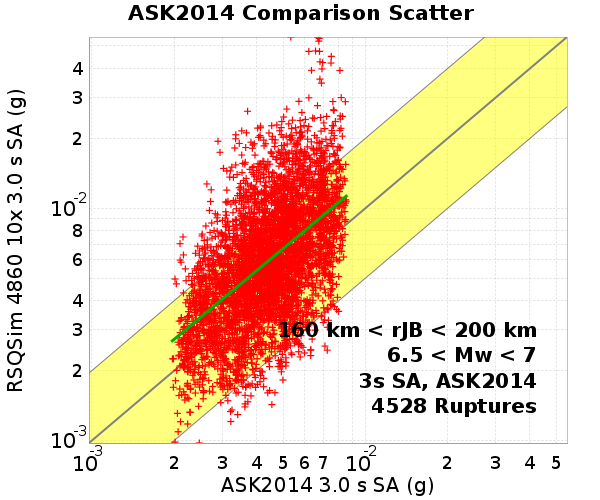 ASK2014 Comparison Scatter
RSQSim 4860 10x 3.0 s SA (g)
4
3
2
10^-2
8
6
4
3
2
10^-3
160 km < rJB < 200 km
6.5 < Mw < 7
3s SA, ASK2014
4528 Ruptures
10^-3 2 3 4 5 6 7 10^-2 2 3 4 5
ASK2014 3.0 s SA (g)